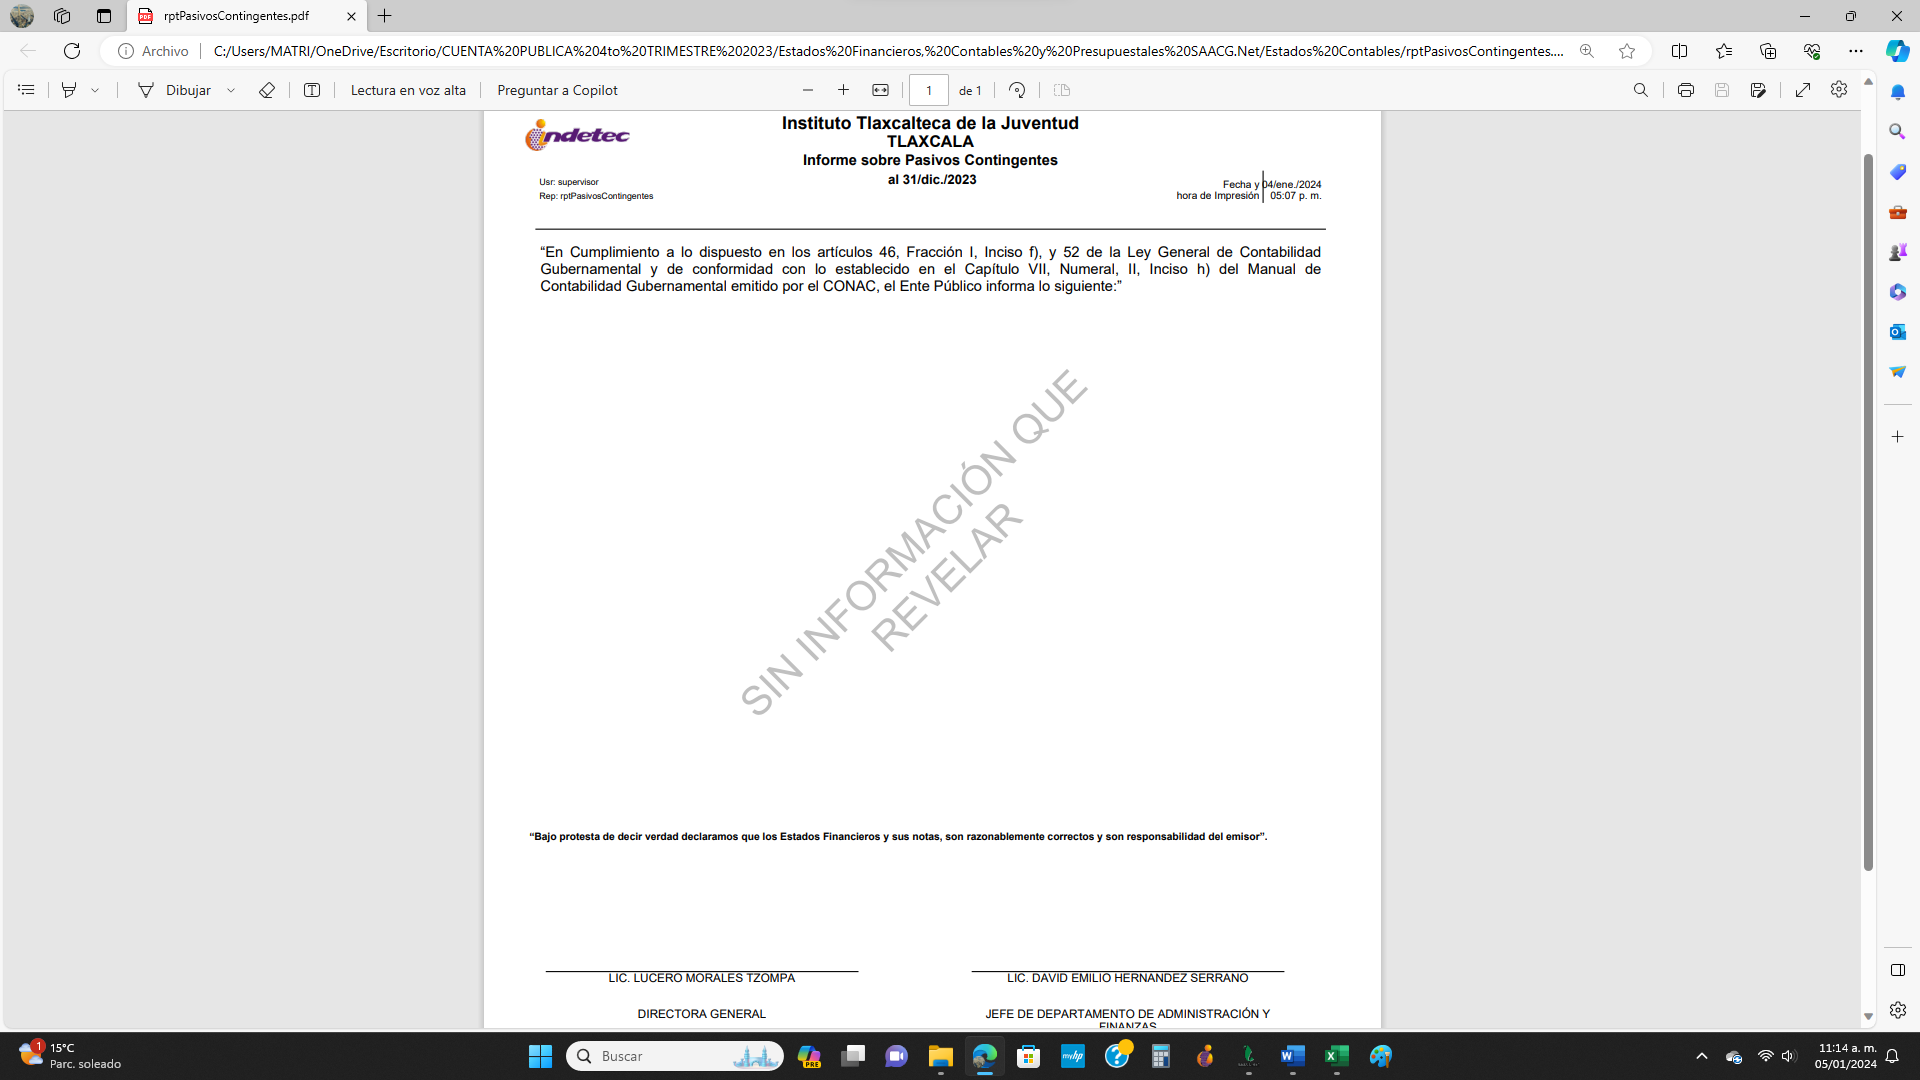 rptPasivosContingentes.pdf
Archivo
C:/Users/MATRI/OneDrive/Escritorio/CUENTA%20PUBLICA%204to%20TRIMESTRE%202023/Estados%20Financieros,%20Contables%20y%20Presupuestales%20SAACG.Net/Estados%20Contables/rptPasivosContingentes....
Dibujar
Lectura en voz alta
Preguntar a Copilot
1
de 1
indetec
Instituto Tlaxcalteca de la Juventud
TLAXCALA
Informe sobre Pasivos Contingentes
al 31/dic./2023
Usr: supervisor
Rep: rptPasivosContingentes
Fecha y 04/ene./2024
hora de Impresión 05:07 p. m.
“En Cumplimiento a lo dispuesto en los artículos 46, Fracción I, Inciso f), y 52 de la Ley General de Contabilidad
Gubernamental y de conformidad con lo establecido en el Capítulo VII, Numeral, II, Inciso h) del Manual de
Contabilidad Gubernamental emitido por el CONAC, el Ente Público informa lo siguiente:”
SIN INFORMACIÓN QUE
REVELAR
“Bajo protesta de decir verdad declaramos que los Estados Financieros y sus notas, son razonablemente correctos y son responsabilidad del emisor”.
LIC. LUCERO MORALES TZOMPA
DIRECTORA GENERAL
LIC. DAVID EMILIO HERNANDEZ SERRANO
JEFE DE DEPARTAMENTO DE ADMINISTRACIÓN Y
FINANZAS
1
15°C
Parc. soleado
Buscar
PRE
myhp
11:14 a. m.
05/01/2024